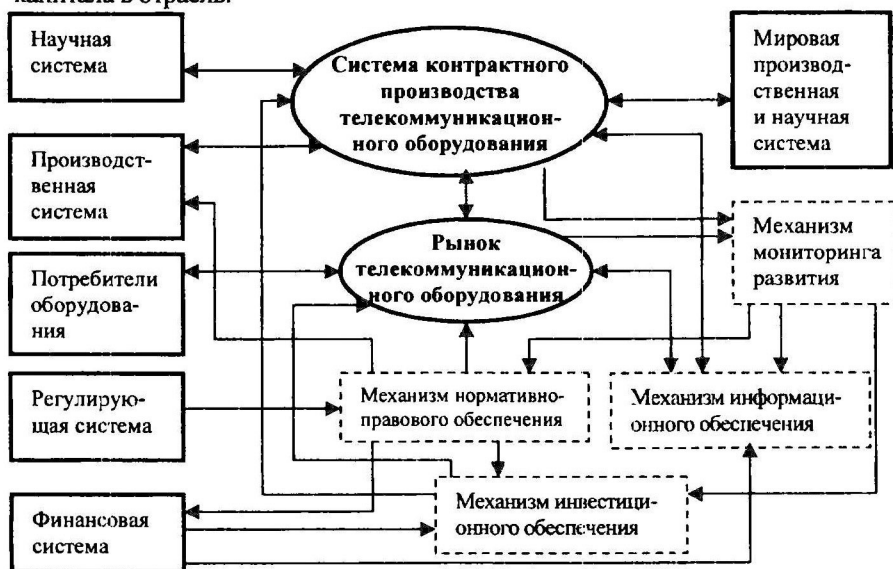 капитала в отрасль.
Научная
система
Система контрактного
производства
телекоммуникацион-
ного оборудования
Мировая
производ-
ственная
и научная
система
Производст-
венная
система
Механизм
мониторинга
развития
Рынок
телекоммуникацион-
ного оборудования
Потребители
оборудова-
ния
Регулирую-
щая система
Механизм нормативно-
правового обеспечения
Механизм информаци-
онного обеспечения
Финансовая
система
Механизм инвестици-
онного обеспечения